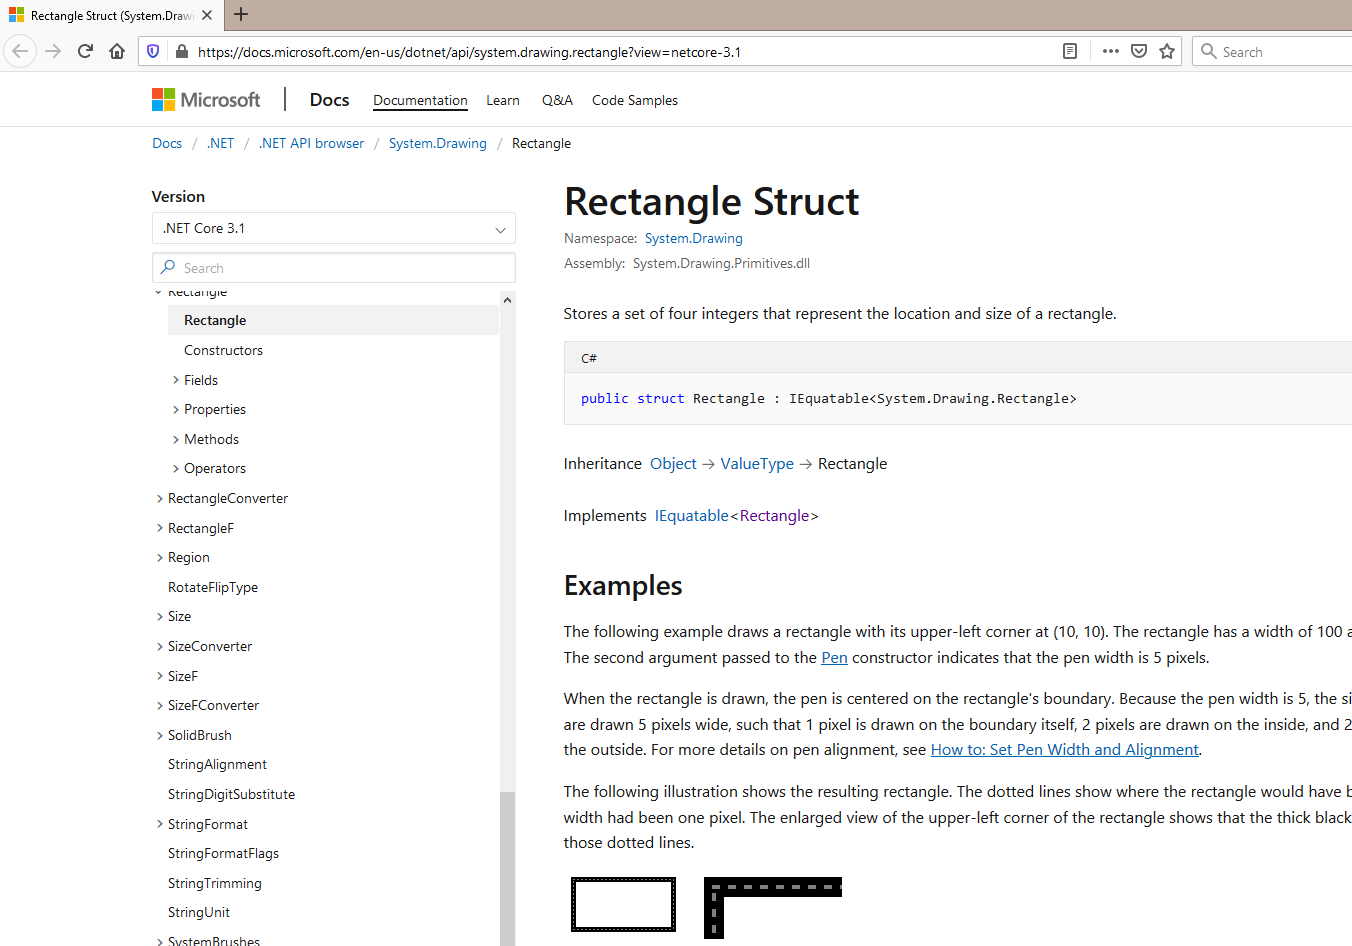 Rectangle Struct (System.Drawi
https://docs.microsoft.com/en-us/dotnet/api/system.drawing.rectangle?view=netcore-3.1
Search
Microsoft
Docs
Documentation
Learn
Q&A
Code Samples
Docs / .NET / .NET API browser / System.Drawing / Rectangle
Version
.NET Core 3.1
Search
Rectangle
Rectangle
Constructors
Fields
Properties
Methods
Operators
RectangleConverter
RectangleF
Region
RotateFlipType
Size
SizeConverter
SizeF
SizeFConverter
SolidBrush
StringAlignment
StringDigitSubstitute
StringFormat
StringFormatFlags
StringTrimming
StringUnit
SystemBrushes
Rectangle Struct
Namespace: System.Drawing
Assembly: System.Drawing.Primitives.dll
Stores a set of four integers that represent the location and size of a rectangle.
C#
public struct Rectangle : IEquatable<System.Drawing.Rectangle>
Inheritance Object → ValueType → Rectangle
Implements IEquatable<Rectangle>
Examples
The following example draws a rectangle with its upper-left corner at (10, 10). The rectangle has a width of 100 a
The second argument passed to the Pen constructor indicates that the pen width is 5 pixels.
When the rectangle is drawn, the pen is centered on the rectangle's boundary. Because the pen width is 5, the si
are drawn 5 pixels wide, such that 1 pixel is drawn on the boundary itself, 2 pixels are drawn on the inside, and 2
the outside. For more details on pen alignment, see How to: Set Pen Width and Alignment.
The following illustration shows the resulting rectangle. The dotted lines show where the rectangle would have b
width had been one pixel. The enlarged view of the upper-left corner of the rectangle shows that the thick black
those dotted lines.